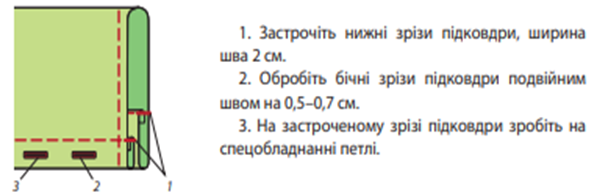 1. Застрочіть нижні зрізи підковдри, ширина
шва 2 см.
2. Обробіть бічні зрізи підковдри подвійним
швом на 0,5–0,7 см.
3. На застроченому зрізі підковдри зробіть на
спецобладнанні петлі.
3 2 1